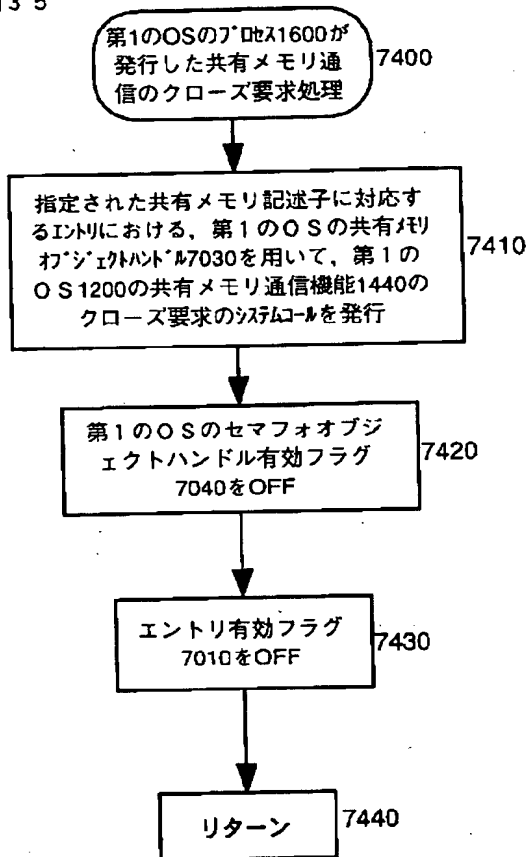 35
第1のOSのプロセス1600が
発行した共有メモリ通
信のクローズ要求処理
7400
指定された共有メモリ記述子に対応す
るエントリにおける,第1のOSの共有メモリ
オブジェクトハンドル7030を用いて,第1の
OS1200の共有メモリ通信機能1440の
クローズ要求のシステムコールを発行
7410
第1のOSのセマフォオブジ
ェクトハンドル有効フラグ
7040をOFF
7420
エントリ有効フラグ
7010をOFF
7430
リターン
7440